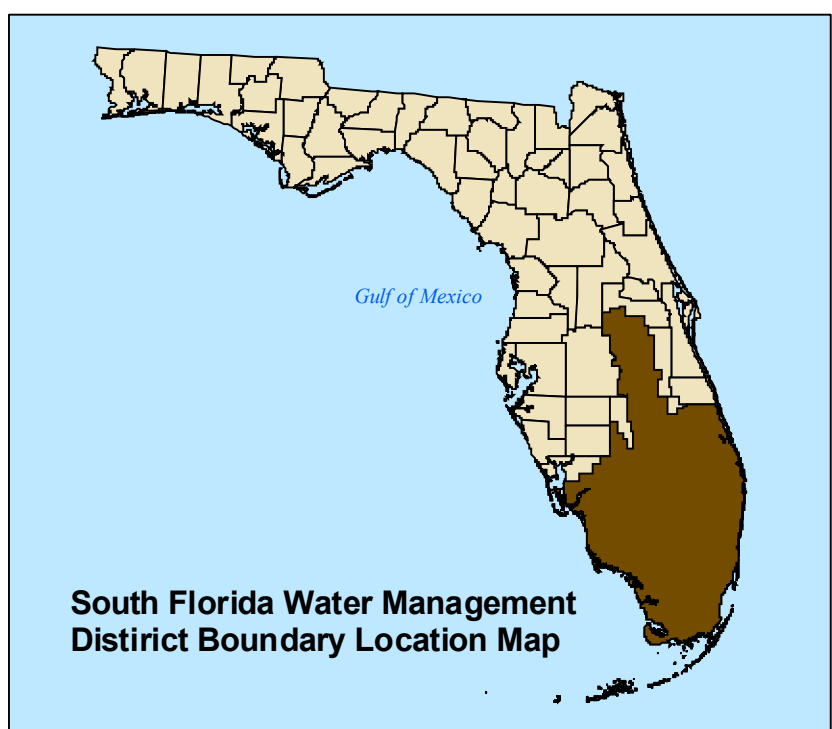 Gulf of Mexico
South Florida Water Management
Distirict Boundary Location Map